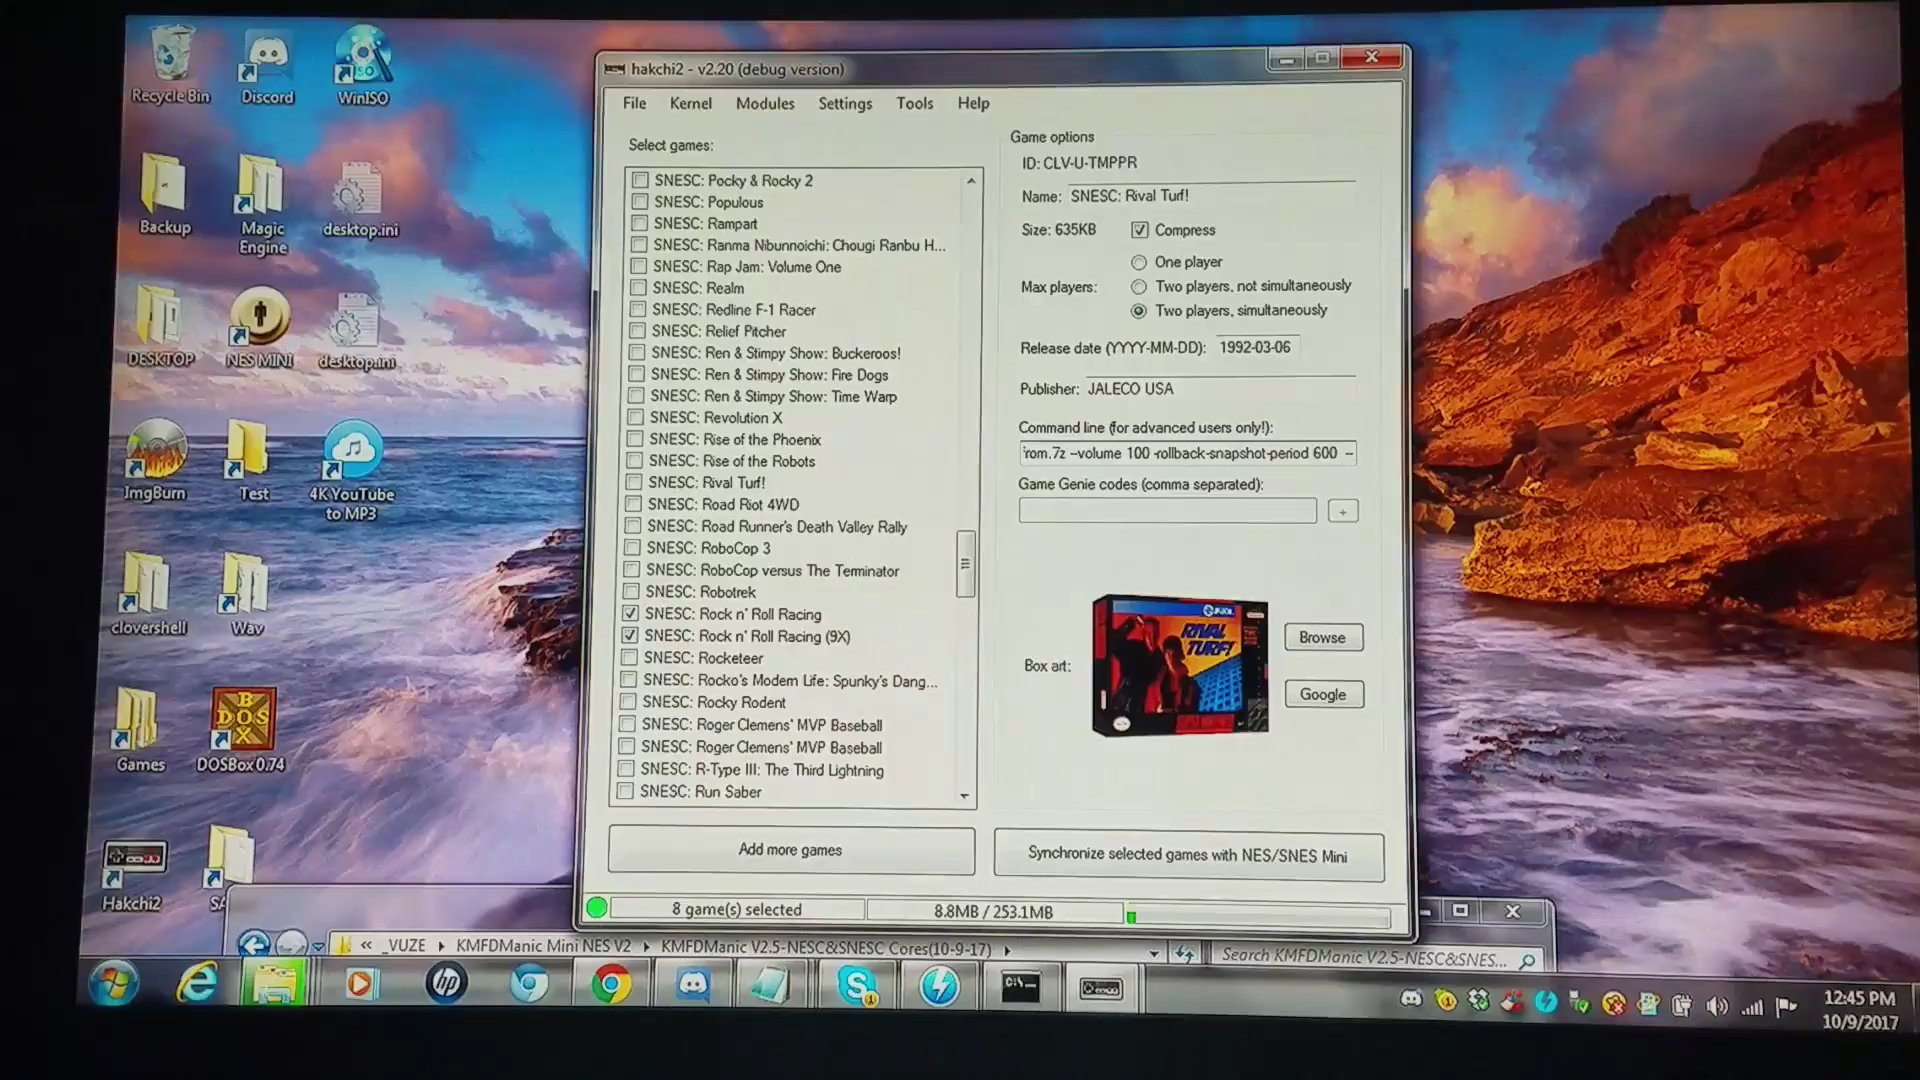 Recycle Bin
Discord
WinISO
Backup
Magic
Engine
desktop.ini
DESKTOP
NES MINI
desktop.ini
ImgBurn
Test
4K YouTube
to MP3
clovershell
Wav
Games
DOSBox 0.74
Hakchi2
hakchi2 - v2.20 (debug version)
File Kernel Modules Settings Tools Help
Select games:
SNESC: Pocky & Rocky 2
SNESC: Populous
SNESC: Rampart
SNESC: Ranma Nbunnoichi: Chougi Ranbu H...
SNESC: Rap Jam: Volume One
SNESC: Realm
SNESC: Redline F-1 Racer
SNESC: Relief Pitcher
SNESC: Ren & Stimpy Show: Buckeroos!
SNESC: Ren & Stimpy Show: Fire Dogs
SNESC: Ren & Stimpy Show: Time Warp
SNESC: Revolution X
SNESC: Rise of the Phoenix
SNESC: Rise of the Robots
SNESC: Rival Turf!
SNESC: Road Riot 4WD
SNESC: Road Runner's Death Valley Rally
SNESC: RoboCop 3
SNESC: RoboCop versus The Terminator
SNESC: Robotrek
SNESC: Rock n' Roll Racing
SNESC: Rock n' Roll Racing (9X)
SNESC: Rocketeer
SNESC: Rocko's Modern Life: Spunky's Dang...
SNESC: Rocky Rodent
SNESC: Roger Clemens' MVP Baseball
SNESC: Roger Clemens' MVP Baseball
SNESC: R-Type III: The Third Lightning
SNESC: Run Saber
Add more games
Game options
ID: CLV-U-TMPPR
Name: SNESC: Rival Turf!
Size: 635KB Compress
One player
Max players: Two players, not simultaneously
Two players, simultaneously
Release date (YYYY-MM-DD): 1992-03-06
Publisher: JALECO USA
Command line (for advanced users only!):
rom.7z --volume 100 -rollback-snapshot-period 600 --
Game Genie codes (comma separated):
+
Box art:
RIVAL
TURF!
Browse
Google
Synchronize selected games with NES/SNES Mini
8 game(s) selected
8.8MB / 253.1MB
« _VUZE KMFDManic Mini NES V2 KMFDManic V2.5-NESC&SNESC Cores(10-9-17)
Search KMFDManic V2.5-NESC&SNES...
12:45 PM
10/9/2017